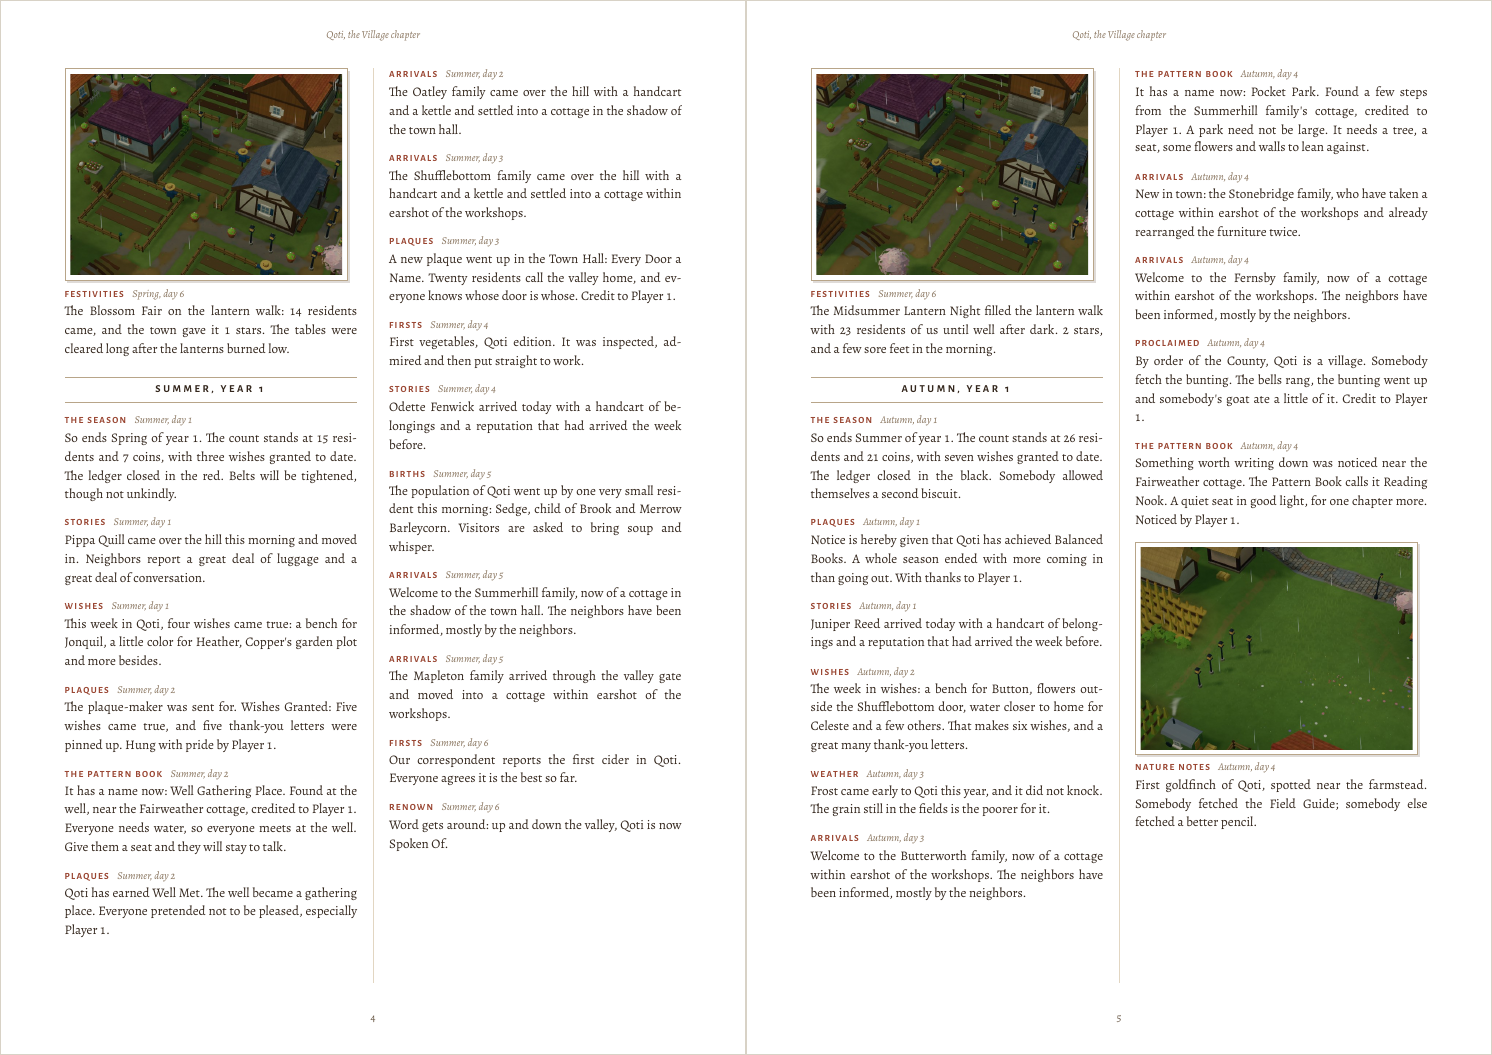 Qoti, the Village chapter
FESTIVITIES Spring, day 6
The Blossom Fair on the lantern walk: 14 residents
came, and the town gave it 1 stars. The tables were
cleared long after the lanterns burned low.
SUMMER, YEAR 1
THE SEASON Summer, day 1
So ends Spring of year 1. The count stands at 15 resi-
dents and 7 coins, with three wishes granted to date.
The ledger closed in the red. Belts will be tightened,
though not unkindly.
STORIES Summer, day 1
Pippa Quill came over the hill this morning and moved
in. Neighbors report a great deal of luggage and a
great deal of conversation.
WISHES Summer, day 1
This week in Qoti, four wishes came true: a bench for
Jonquil, a little color for Heather, Copper's garden plot
and more besides.
PLAQUES Summer, day 2
The plaque-maker was sent for. Wishes Granted: Five
wishes came true, and five thank-you letters were
pinned up. Hung with pride by Player 1.
THE PATTERN BOOK Summer, day 2
It has a name now: Well Gathering Place. Found at the
well, near the Fairweather cottage, credited to Player 1.
Everyone needs water, so everyone meets at the well.
Give them a seat and they will stay to talk.
PLAQUES Summer, day 2
Qoti has earned Well Met. The well became a gathering
place. Everyone pretended not to be pleased, especially
Player 1.
ARRIVALS Summer, day 2
The Oatley family came over the hill with a handcart
and a kettle and settled into a cottage in the shadow of
the town hall.
ARRIVALS Summer, day 3
The Shufflebottom family came over the hill with a
handcart and a kettle and settled into a cottage within
earshot of the workshops.
PLAQUES Summer, day 3
A new plaque went up in the Town Hall: Every Door a
Name. Twenty residents call the valley home, and ev-
eryone knows whose door is whose. Credit to Player 1.
FIRSTS Summer, day 4
First vegetables, Qoti edition. It was inspected, ad-
mired and then put straight to work.
STORIES Summer, day 4
Odette Fenwick arrived today with a handcart of be-
longings and a reputation that had arrived the week
before.
BIRTHS Summer, day 5
The population of Qoti went up by one very small resi-
dent this morning: Sedge, child of Brook and Merrow
Barleycorn. Visitors are asked to bring soup and
whisper.
ARRIVALS Summer, day 5
Welcome to the Summerhill family, now of a cottage in
the shadow of the town hall. The neighbors have been
informed, mostly by the neighbors.
ARRIVALS Summer, day 5
The Mapleton family arrived through the valley gate
and moved into a cottage within earshot of the
workshops.
FIRSTS Summer, day 6
Our correspondent reports the first cider in Qoti.
Everyone agrees it is the best so far.
RENOWN Summer, day 6
Word gets around: up and down the valley, Qoti is now
Spoken Of.
4
Qoti, the Village chapter
FESTIVITIES Summer, day 6
The Midsummer Lantern Night filled the lantern walk
with 23 residents of us until well after dark. 2 stars,
and a few sore feet in the morning.
AUTUMN, YEAR 1
THE SEASON Autumn, day 1
So ends Summer of year 1. The count stands at 26 resi-
dents and 21 coins, with seven wishes granted to date.
The ledger closed in the black. Somebody allowed
themselves a second biscuit.
PLAQUES Autumn, day 1
Notice is hereby given that Qoti has achieved Balanced
Books. A whole season ended with more coming in
than going out. With thanks to Player 1.
STORIES Autumn, day 1
Juniper Reed arrived today with a handcart of belong-
ings and a reputation that had arrived the week before.
WISHES Autumn, day 2
The week in wishes: a bench for Button, flowers out-
side the Shufflebottom door, water closer to home for
Celeste and a few others. That makes six wishes, and a
great many thank-you letters.
WEATHER Autumn, day 3
Frost came early to Qoti this year, and it did not knock.
The grain still in the fields is the poorer for it.
ARRIVALS Autumn, day 3
Welcome to the Butterworth family, now of a cottage
within earshot of the workshops. The neighbors have
been informed, mostly by the neighbors.
THE PATTERN BOOK Autumn, day 4
It has a name now: Pocket Park. Found a few steps
from the Summerhill family's cottage, credited to
Player 1. A park need not be large. It needs a tree, a
seat, some flowers and walls to lean against.
ARRIVALS Autumn, day 4
New in town: the Stonebridge family, who have taken a
cottage within earshot of the workshops and already
rearranged the furniture twice.
ARRIVALS Autumn, day 4
Welcome to the Fernsby family, now of a cottage
within earshot of the workshops. The neighbors have
been informed, mostly by the neighbors.
PROCLAIMED Autumn, day 4
By order of the County, Qoti is a village. Somebody
fetch the bunting. The bells rang, the bunting went up
and somebody's goat ate a little of it. Credit to Player
1.
THE PATTERN BOOK Autumn, day 4
Something worth writing down was noticed near the
Fairweather cottage. The Pattern Book calls it Reading
Nook. A quiet seat in good light, for one chapter more.
Noticed by Player 1.
NATURE NOTES Autumn, day 4
First goldfinch of Qoti, spotted near the farmstead.
Somebody fetched the Field Guide; somebody else
fetched a better pencil.
5